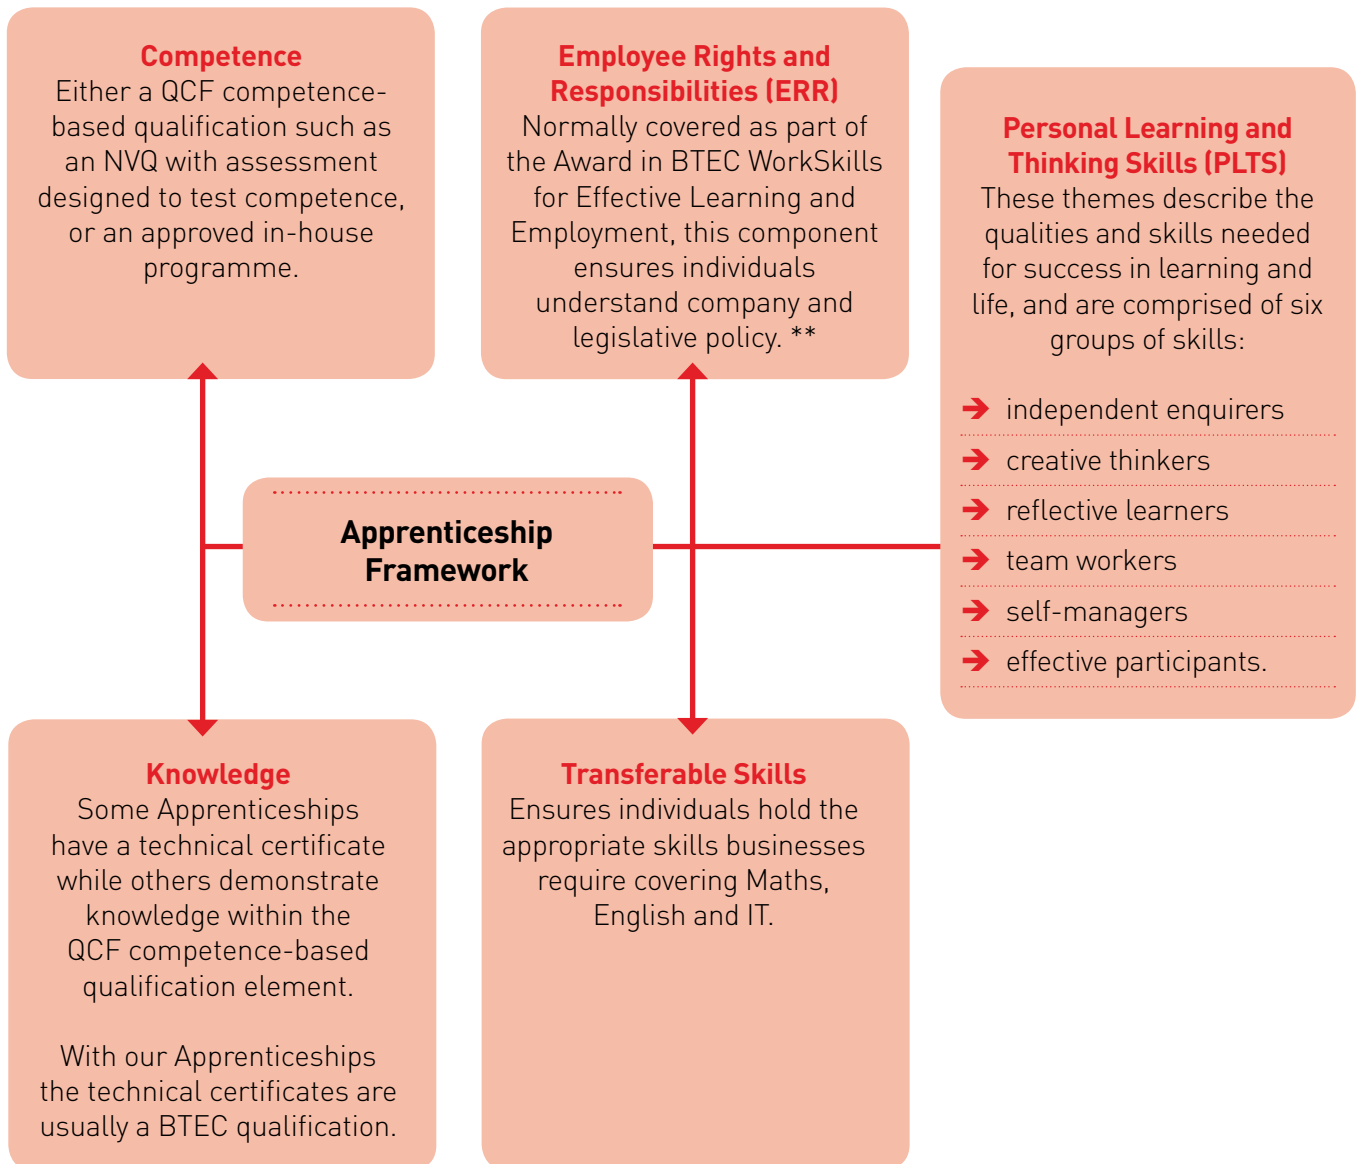 Competence
Either a QCF competence-
based qualification such as
an NVQ with assessment
designed to test competence,
or an approved in-house
programme.
Employee Rights and
Responsibilities (ERR)
Normally covered as part of
the Award in BTEC WorkSkills
for Effective Learning and
Employment, this component
ensures individuals
understand company and
legislative policy. **
Personal Learning and
Thinking Skills (PLTS)
These themes describe the
qualities and skills needed
for success in learning and
life, and are comprised of six
groups of skills:
independent enquirers
creative thinkers
reflective learners
team workers
self-managers
effective participants.
Apprenticeship
Framework
Knowledge
Some Apprenticeships
have a technical certificate
while others demonstrate
knowledge within the
QCF competence-based
qualification element.
With our Apprenticeships
the technical certificates are
usually a BTEC qualification.
Transferable Skills
Ensures individuals hold the
appropriate skills businesses
require covering Maths,
English and IT.